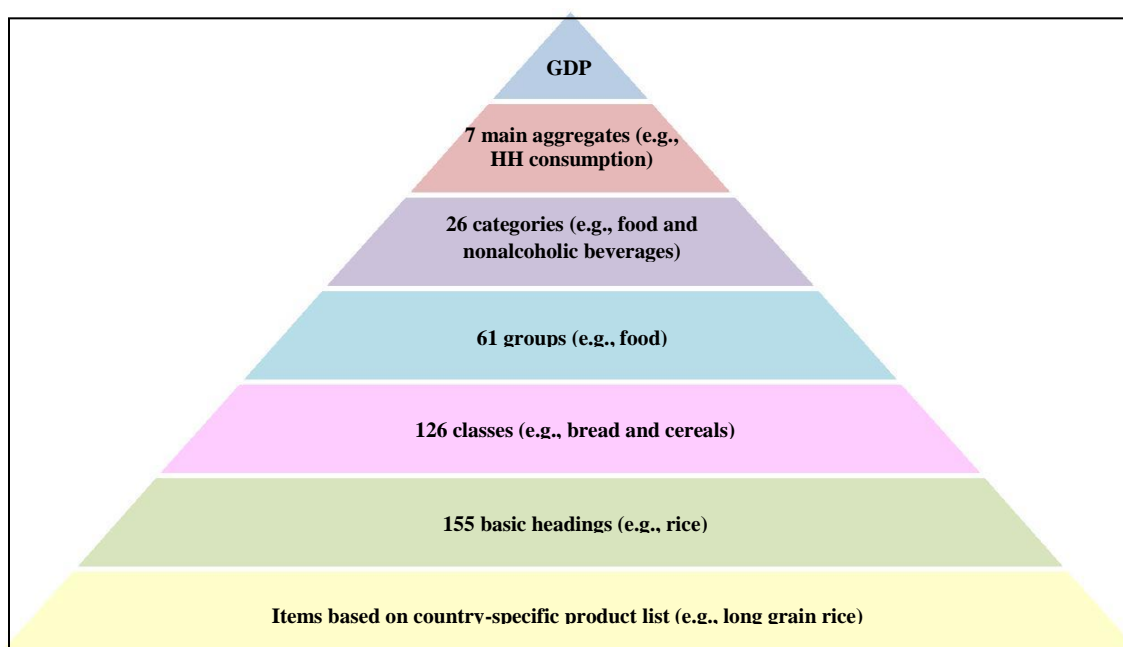 GDP
7 main aggregates (e.g.,
HH consumption)
26 categories (e.g., food and
nonalcoholic beverages)
61 groups (e.g., food)
126 classes (e.g., bread and cereals)
155 basic headings (e.g., rice)
Items based on country-specific product list (e.g., long grain rice)